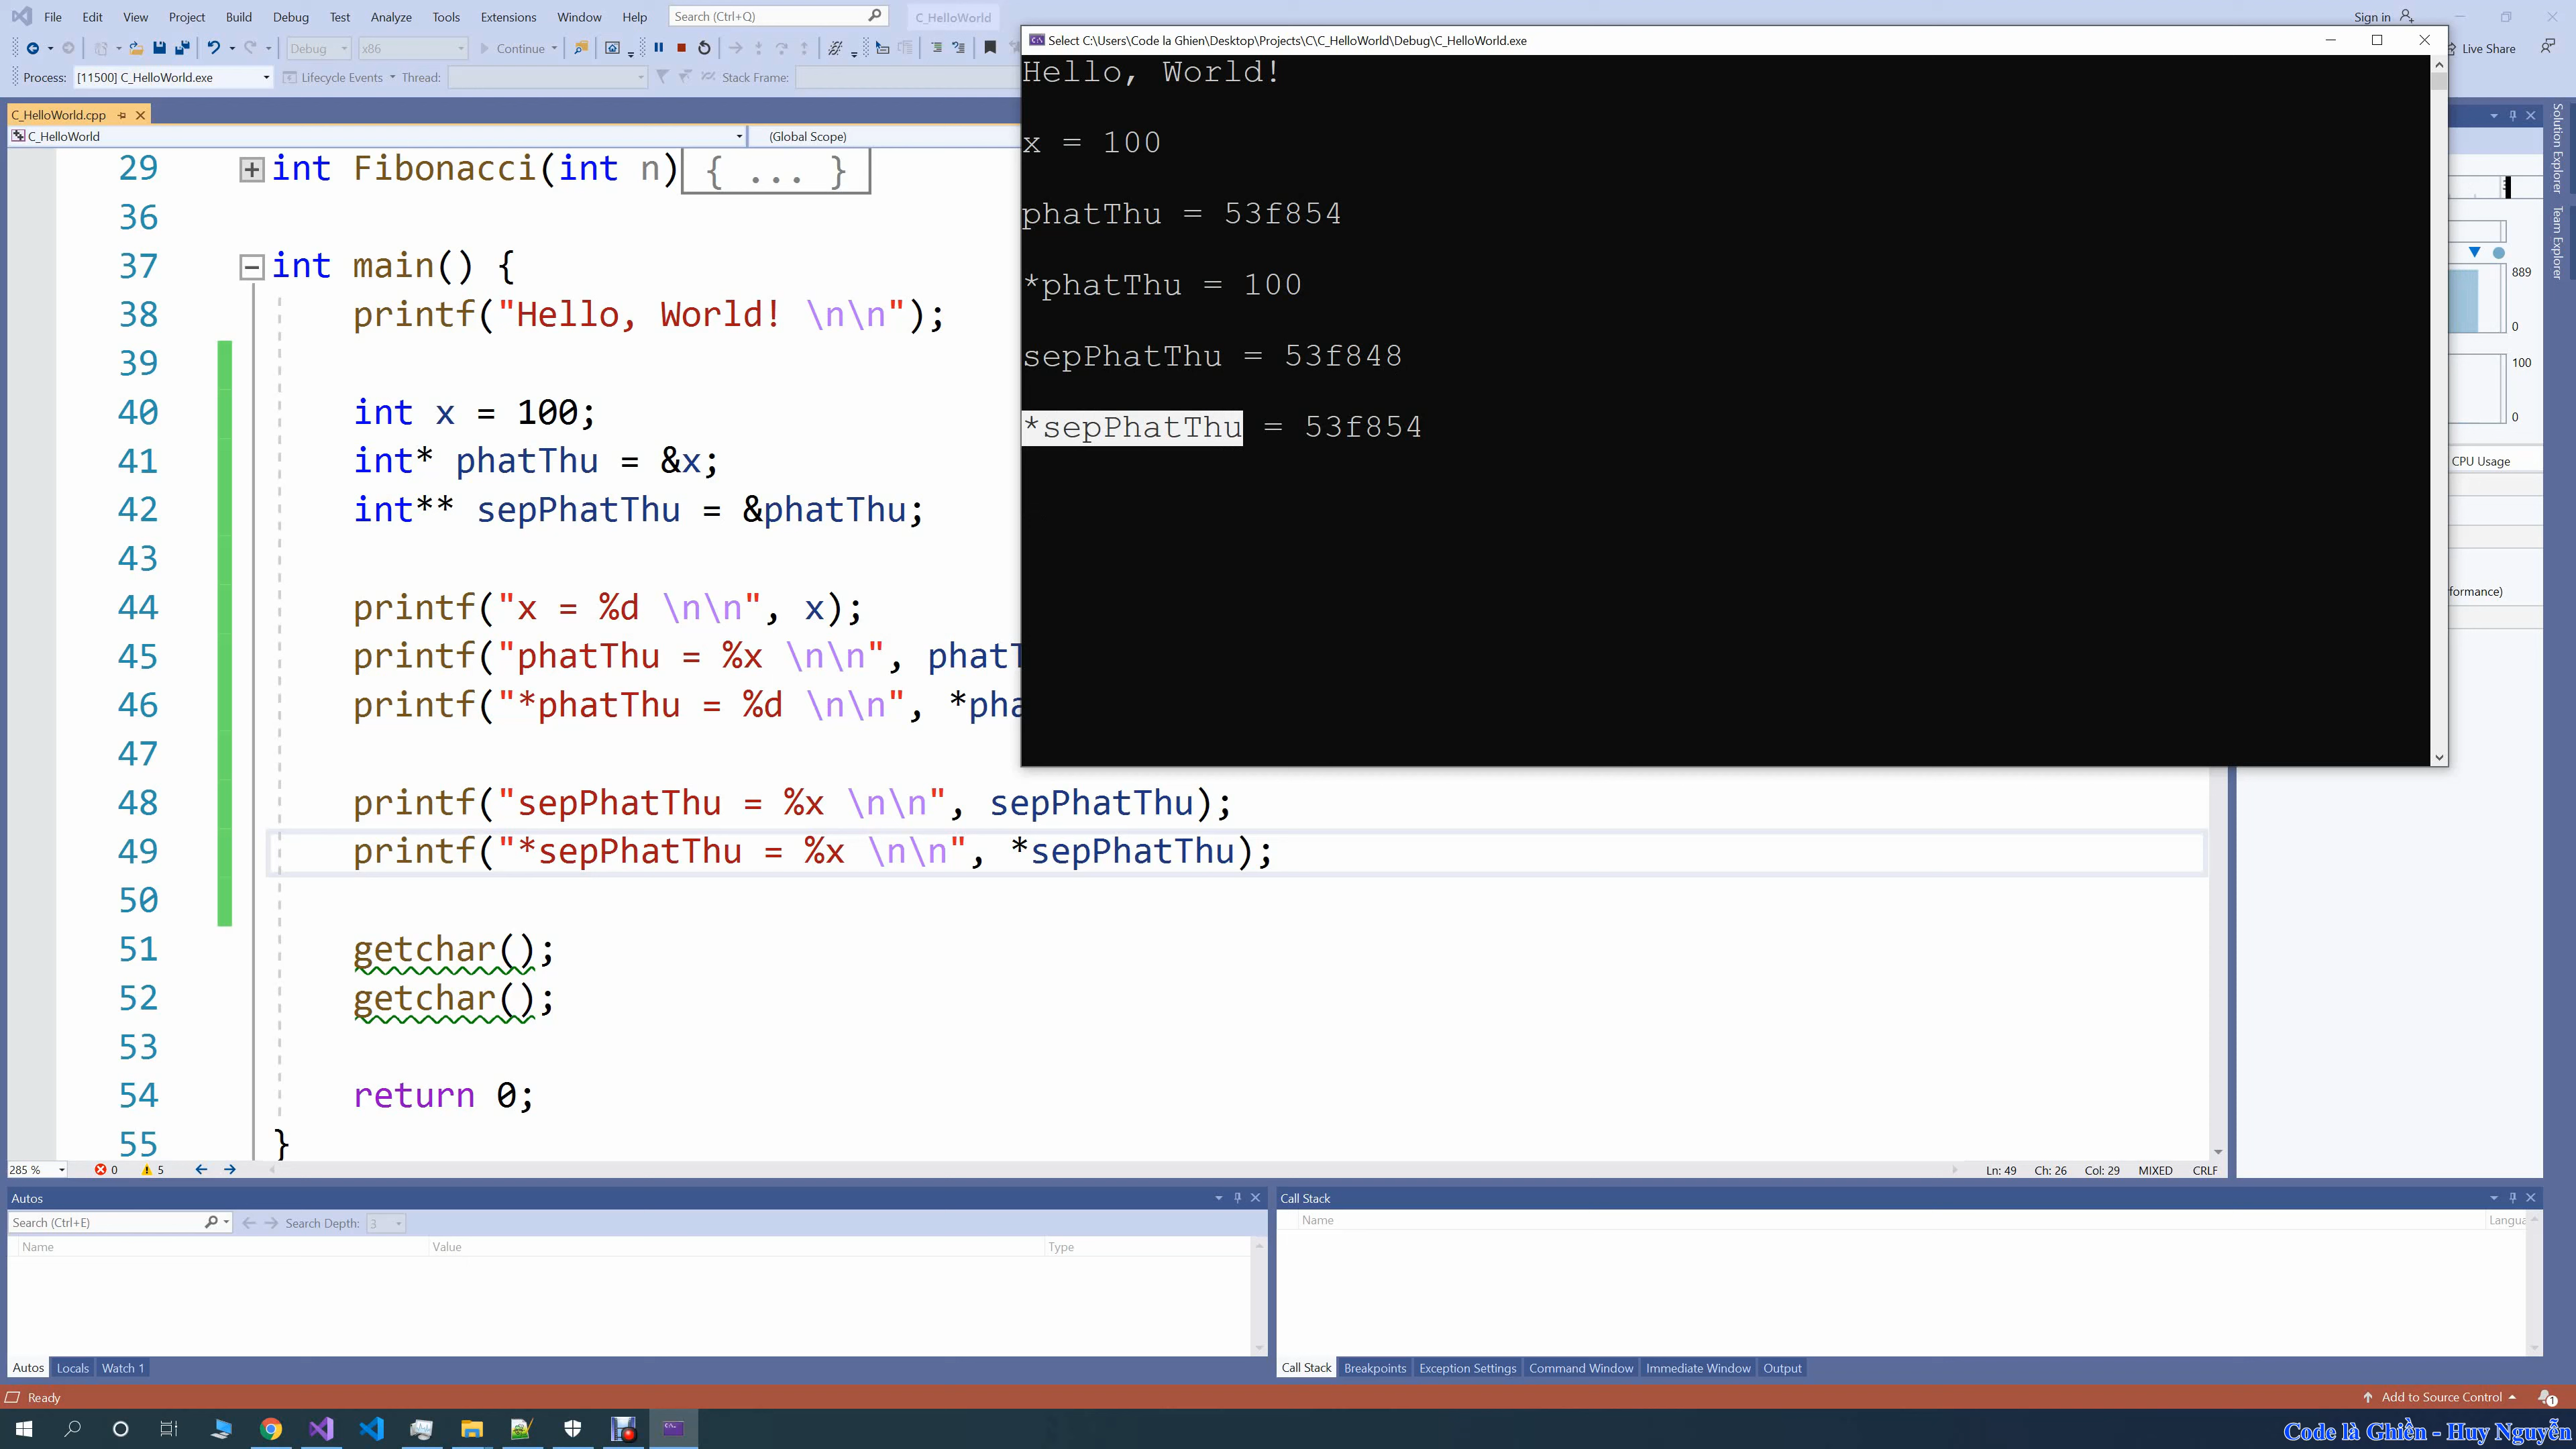 File Edit View Project Build Debug Test Analyze Tools Extensions Window Help Search (Ctrl+Q) C_HelloWorld Sign in
Debug x86 Continue Live Share
Process: [11500] C_HelloWorld.exe Lifecycle Events Thread: Stack Frame:
C_HelloWorld.cpp
C_HelloWorld (Global Scope)
29 int Fibonacci(int n) { ... }
36
37 int main() {
38 printf("Hello, World! \n\n");
39
40 int x = 100;
41 int* phatThu = &x;
42 int** sepPhatThu = &phatThu;
43
44 printf("x = %d \n\n", x);
45 printf("phatThu = %x \n\n", phatT
46 printf("*phatThu = %d \n\n", *pha
47
48 printf("sepPhatThu = %x \n\n", sepPhatThu);
49 printf("*sepPhatThu = %x \n\n", *sepPhatThu);
50
51 getchar();
52 getchar();
53
54 return 0;
55 }
285 % 0 5 Ln: 49 Ch: 26 Col: 29 MIXED CRLF
Select C:\Users\Code la Ghien\Desktop\Projects\C\C_HelloWorld\Debug\C_HelloWorld.exe
Hello, World!
x = 100
phatThu = 53f854
*phatThu = 100
sepPhatThu = 53f848
*sepPhatThu = 53f854
Solution Explorer
Team Explorer
889
0
100
0
CPU Usage
formance)
Autos
Search (Ctrl+E) Search Depth: 3
Name Value Type
Autos Locals Watch 1
Call Stack
Name Langua
Call Stack Breakpoints Exception Settings Command Window Immediate Window Output
Ready Add to Source Control 1
Code là Ghiền - Huy Nguyễn